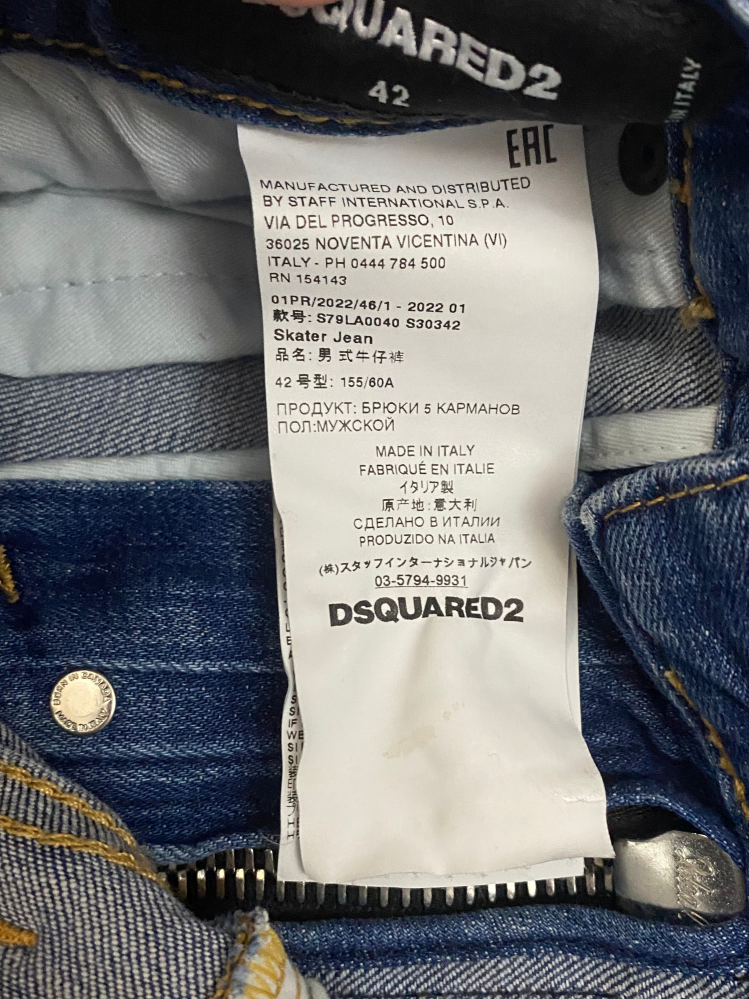 DSQUARED2
42
IN ITALY
EAC
MANUFACTURED AND DISTRIBUTED
BY STAFF INTERNATIONAL S.P.A.
VIA DEL PROGRESSO, 10
36025 NOVENTA VICENTINA (VI)
ITALY - PH 0444 784 500
RN 154143
01PR/2022/46/1 - 2022 01
款号: S79LA0040 S30342
Skater Jean
品名: 男 式牛仔裤
42 号型: 155/60A
ПРОДУКТ: БРЮКИ 5 КАРМАНОВ
ПОЛ:МУЖСКОЙ
MADE IN ITALY
FABRIQUÉ EN ITALIE
イタリア製
原产地:意大利
СДЕЛАНО В ИТАЛИИ
PRODUZIDO NA ITALIA
(株)スタッフインターナショナルジャパン
03-5794-9931
DSQUARED2
IF
WE